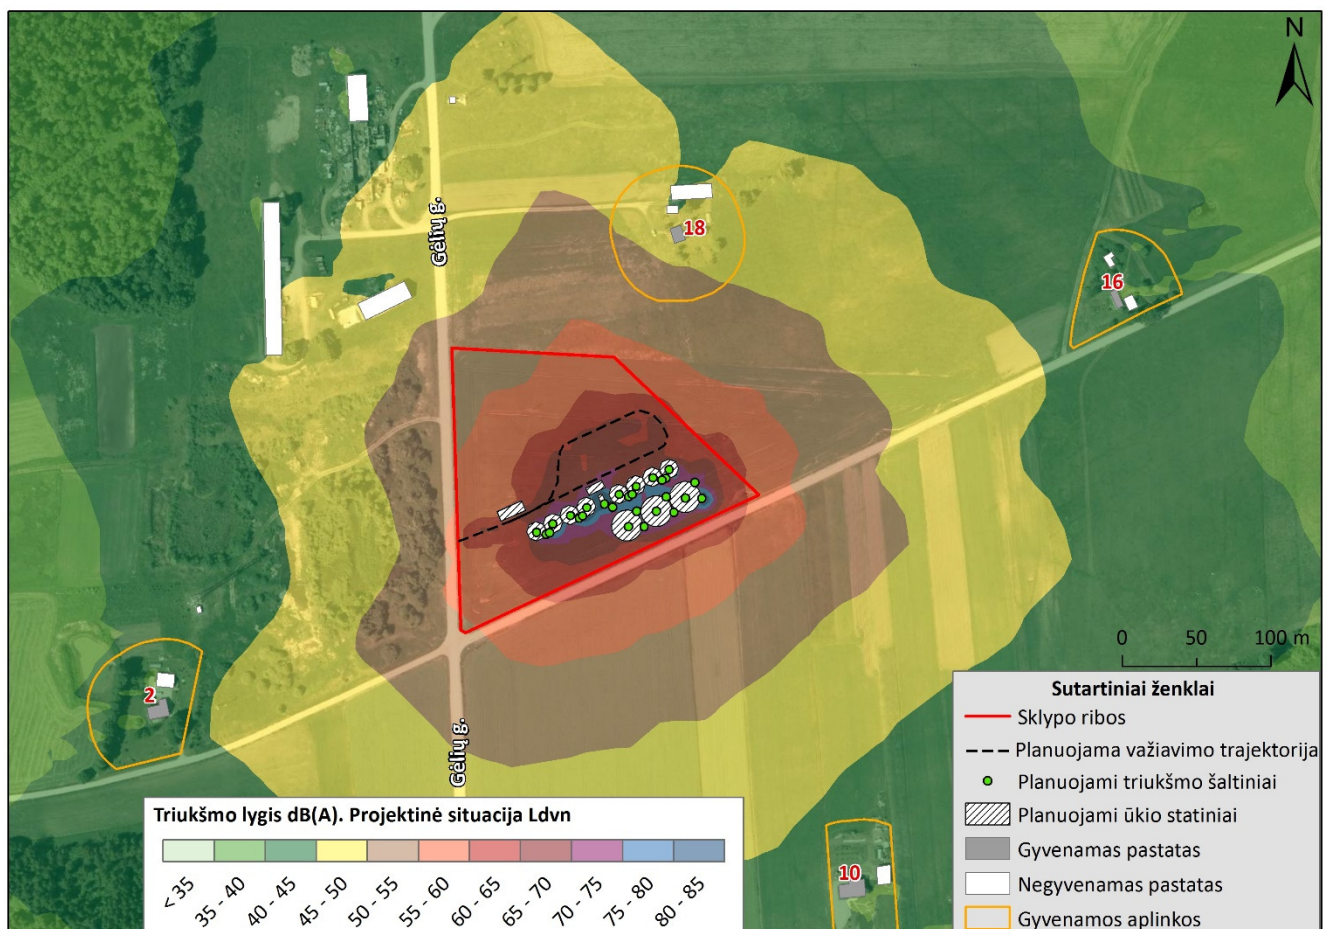 N
Gėlių g.
18
16
2
10
Gėlių g.
0 50 100 m
Sutartiniai ženklai
Sklypo ribos
Planuojama važiavimo trajektorija
Planuojami triukšmo šaltiniai
Planuojami ūkio statiniai
Gyvenamas pastatas
Negyvenamas pastatas
Gyvenamos aplinkos
Triukšmo lygis dB(A). Projektinė situacija Ldvn
< 35
35 - 40
40 - 45
45 - 50
50 - 55
55 - 60
60 - 65
65 - 70
70 - 75
75 - 80
80 - 85